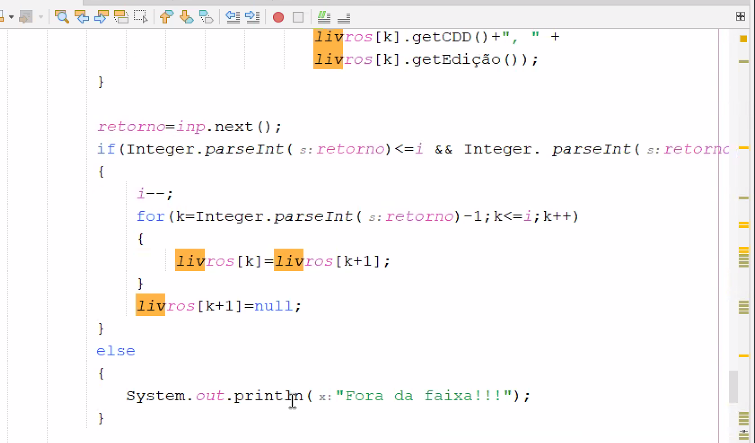 livros[k].getCDD()+", " +
livros[k].getEdição());
}
retorno=inp.next();
if(Integer.parseInt( s:retorno)<=i && Integer. parseInt( s:retorno
{
i--;
for(k=Integer.parseInt( s:retorno)-1;k<=i;k++)
{
livros[k]=livros[k+1];
}
livros[k+1]=null;
}
else
{
System.out.println( x:"Fora da faixa!!!");
}